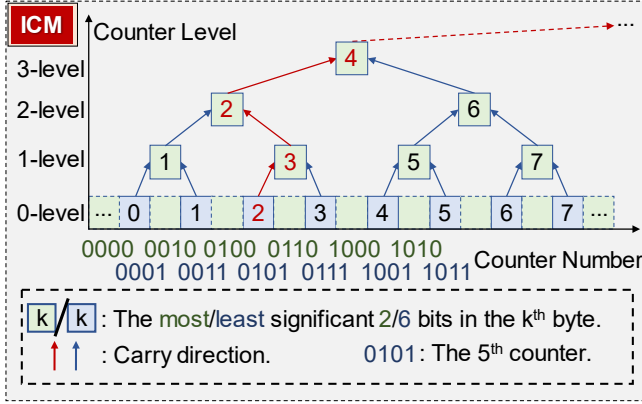 ICM
Counter Level
...
3-level
4
2-level
2
6
1-level
1
3
5
7
0-level
... 0 1 2 3 4 5 6 7 ...
0000 0010 0100 0110 1000 1010
0001 0011 0101 0111 1001 1011
Counter Number
k / k : The most/least significant 2/6 bits in the kth byte.
: Carry direction. 0101 : The 5th counter.